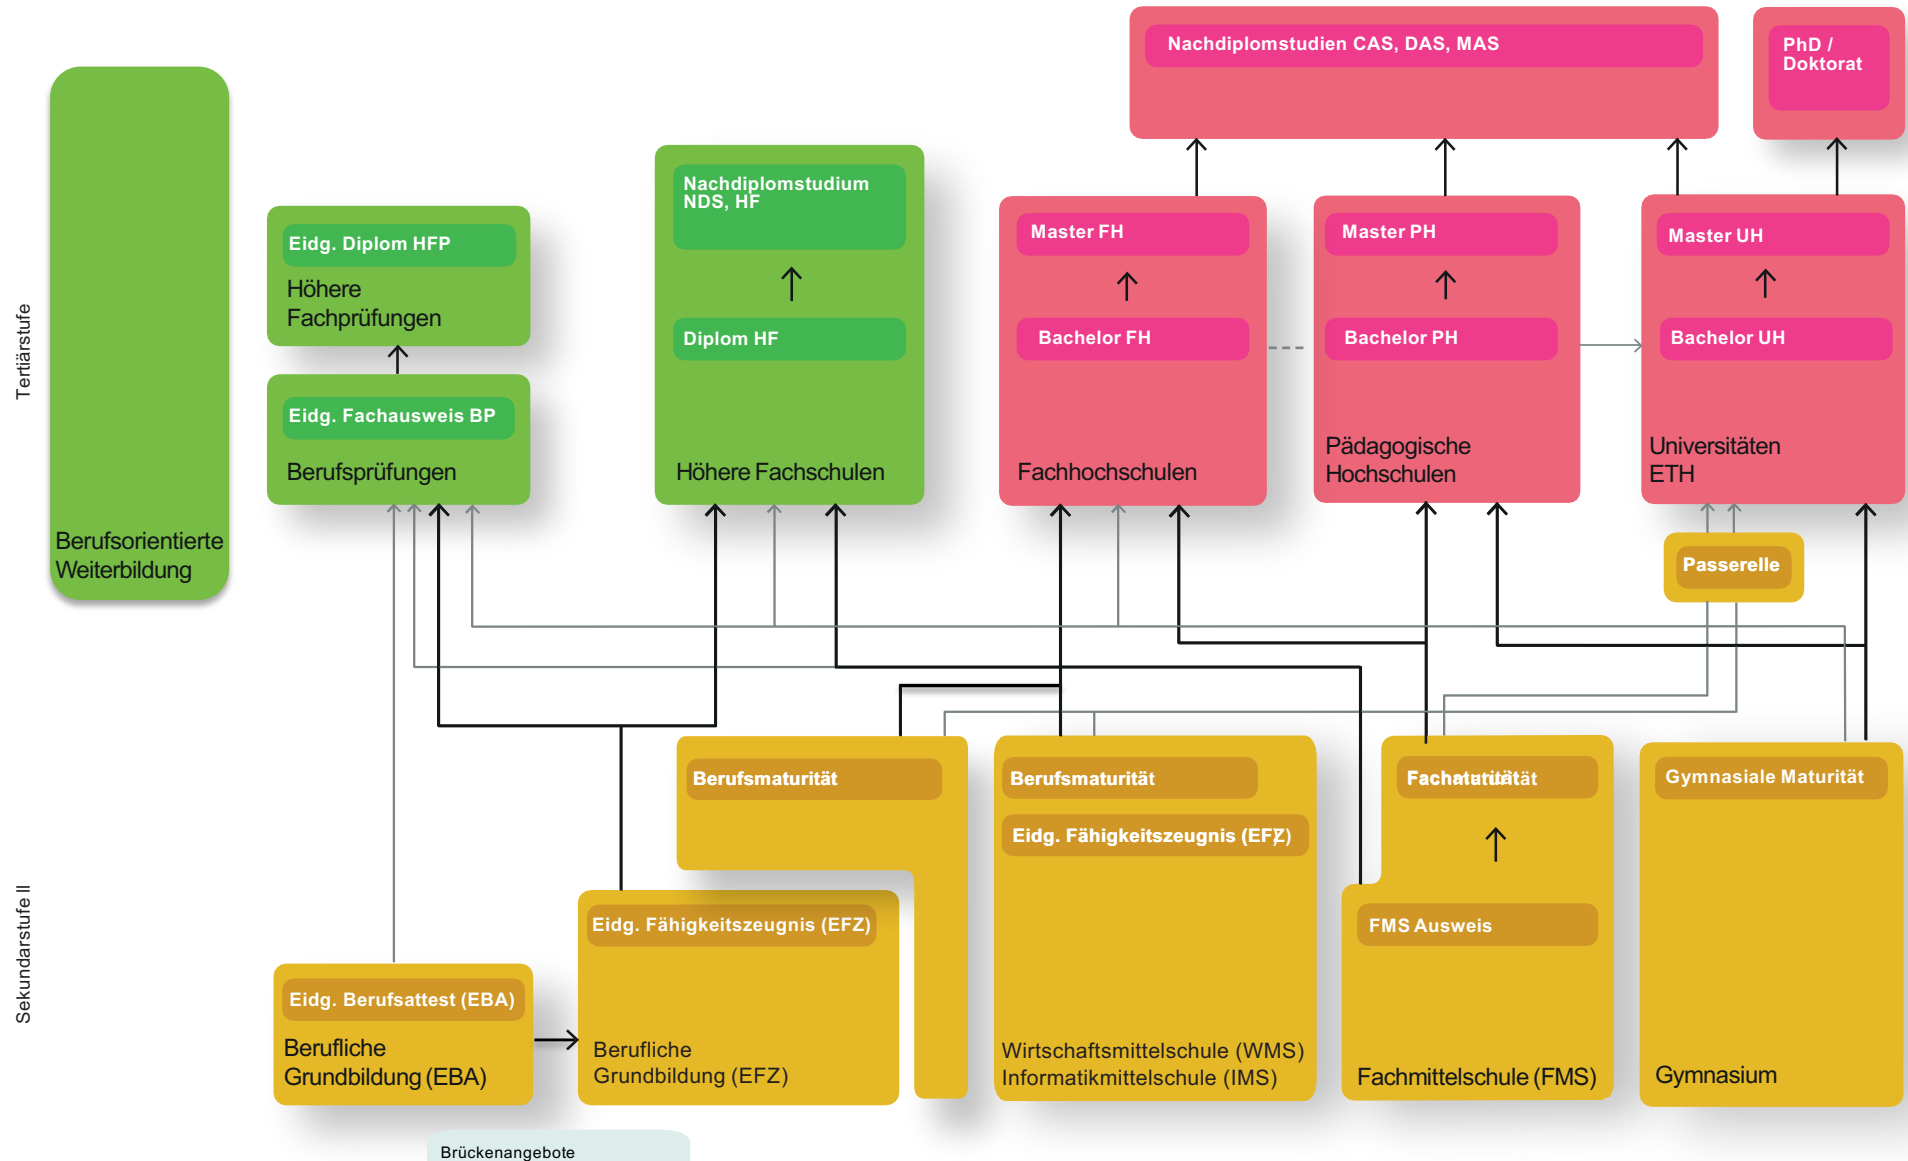 Nachdiplomstudien CAS, DAS, MAS
PhD /
Doktorat
Tertiärstufe
Berufsorientierte
Weiterbildung
Eidg. Diplom HFP
Höhere
Fachprüfungen
Eidg. Fachausweis BP
Berufsprüfungen
Nachdiplomstudium
NDS, HF
Diplom HF
Höhere Fachschulen
Master FH
Bachelor FH
Fachhochschulen
Master PH
Bachelor PH
Pädagogische
Hochschulen
Master UH
Bachelor UH
Universitäten
ETH
Passerelle
Sekundarstufe II
Eidg. Berufsattest (EBA)
Berufliche
Grundbildung (EBA)
Eidg. Fähigkeitszeugnis (EFZ)
Berufliche
Grundbildung (EFZ)
Berufsmaturität
Berufsmaturität
Eidg. Fähigkeitszeugnis (EFZ)
Wirtschaftsmittelschule (WMS)
Informatikmittelschule (IMS)
FMS Ausweis
Fachmittelschule (FMS)
Gymnasiale Maturität
Gymnasium
Brückenangebote